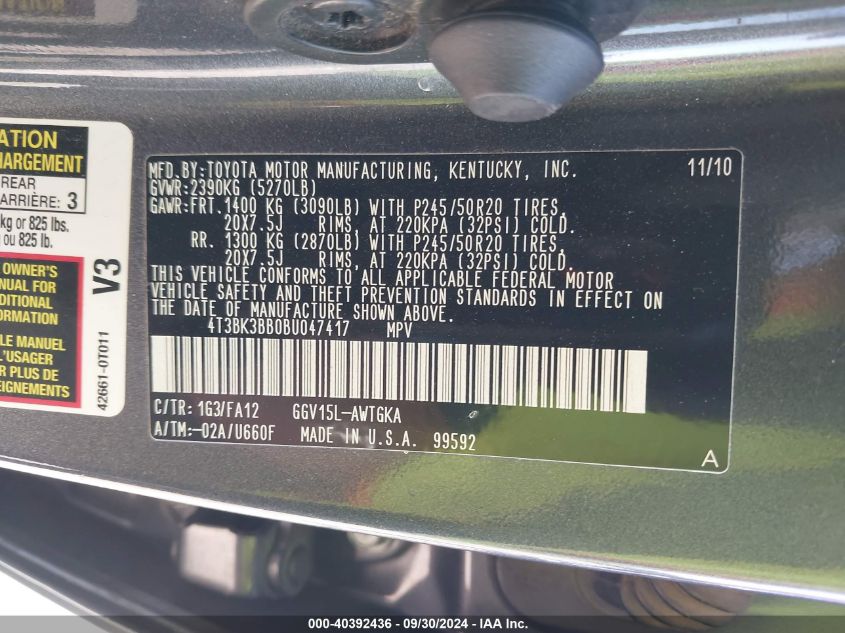 ATION
HARGEMENT
REAR
ARRIÈRE: 3
kg or 825 lbs.
ou 825 lb.
OWNER'S
NUAL FOR
DITIONAL
ORMATION
LE MANUEL
L'USAGER
R PLUS DE
EIGNEMENTS
V3
42661-0T011
MFD.BY:TOYOTA MOTOR MANUFACTURING, KENTUCKY, INC. 11/10
GVWR:2390KG (5270LB)
GAWR:FRT.1400 KG (3090LB) WITH P245/50R20 TIRES,
20X7.5J RIMS, AT 220KPA (32PSI) COLD.
RR. 1300 KG (2870LB) WITH P245/50R20 TIRES,
20X7.5J RIMS, AT 220KPA (32PSI) COLD.
THIS VEHICLE CONFORMS TO ALL APPLICABLE FEDERAL MOTOR
VEHICLE SAFETY AND THEFT PREVENTION STANDARDS IN EFFECT ON
THE DATE OF MANUFACTURE SHOWN ABOVE.
4T3BK3BB0BU047417 MPV
C/TR: 1G3/FA12 GGV15L-AWTGKA
A/TM:-02A/U660F MADE IN U.S.A. 99592
A
000-40392436 - 09/30/2024 - IAA Inc.